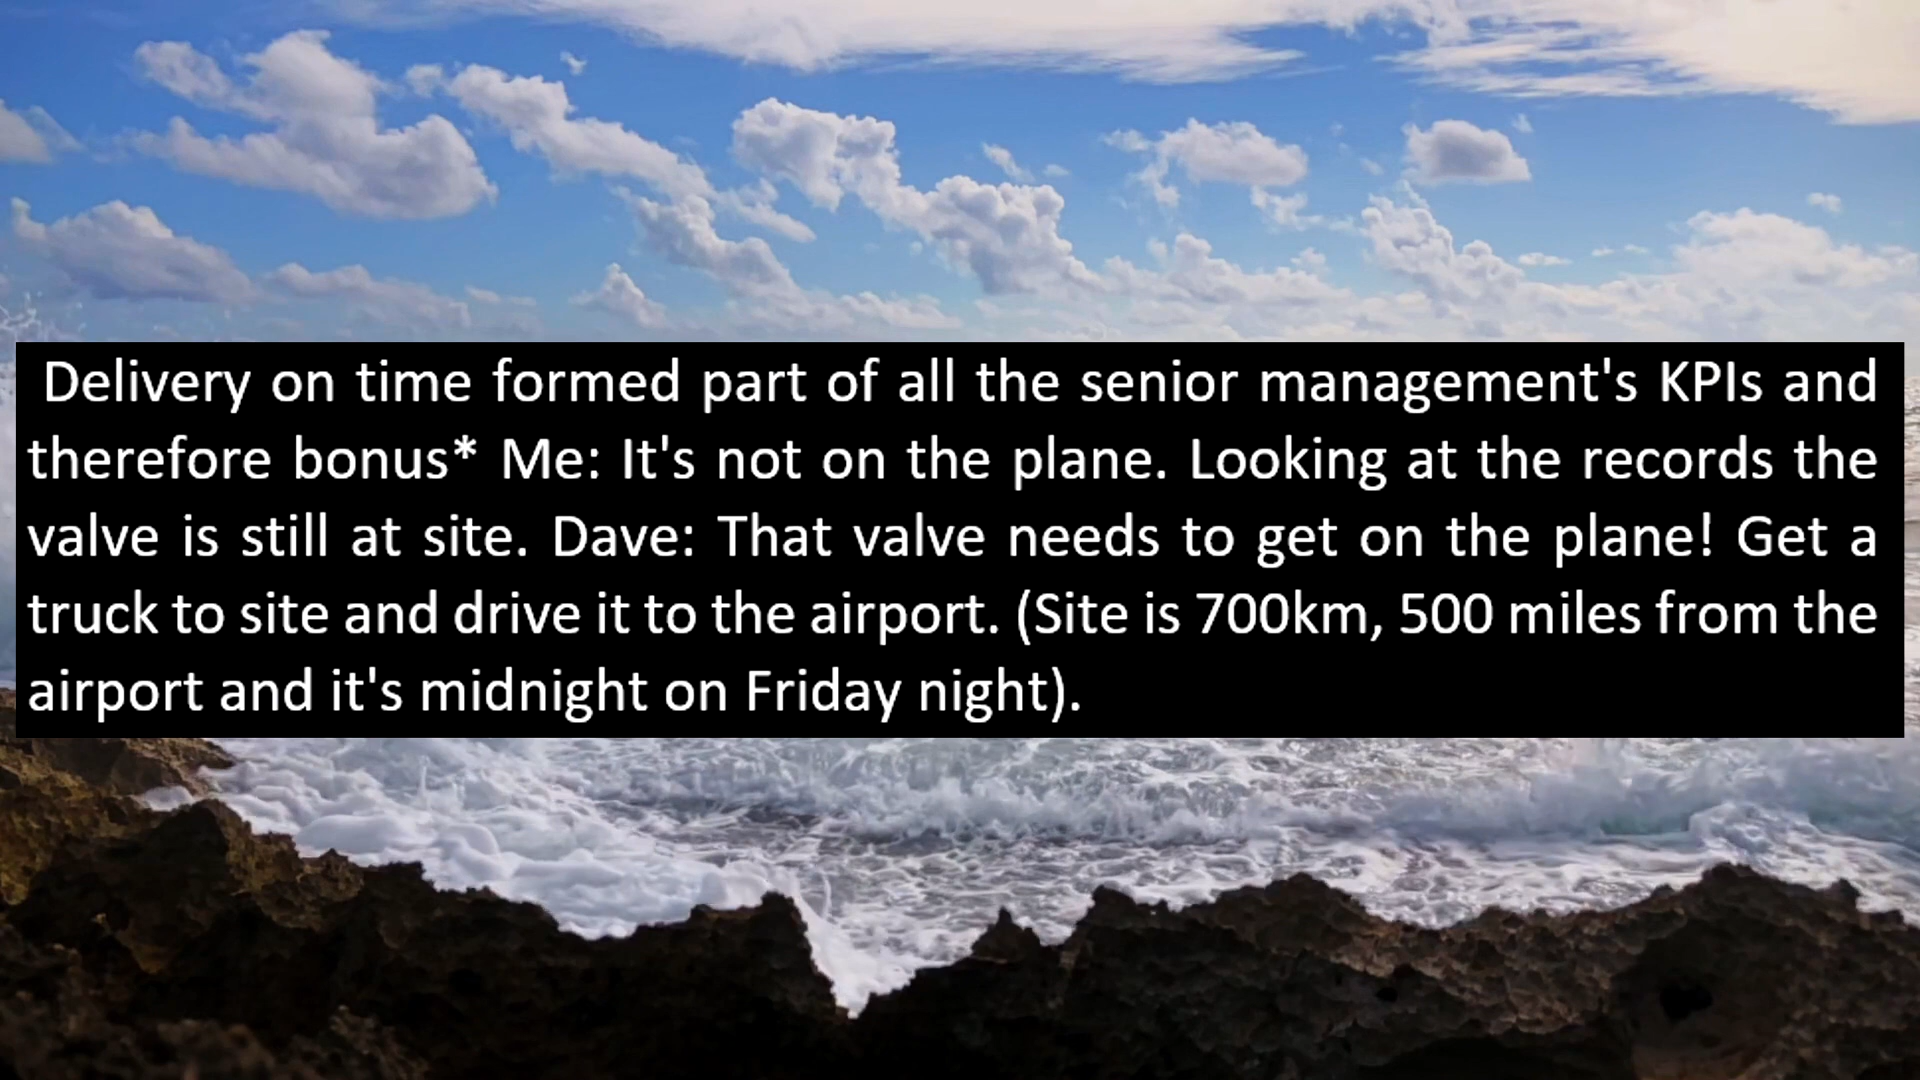 Delivery on time formed part of all the senior management's KPIs and
therefore bonus* Me: It's not on the plane. Looking at the records the
valve is still at site. Dave: That valve needs to get on the plane! Get a
truck to site and drive it to the airport. (Site is 700km, 500 miles from the
airport and it's midnight on Friday night).